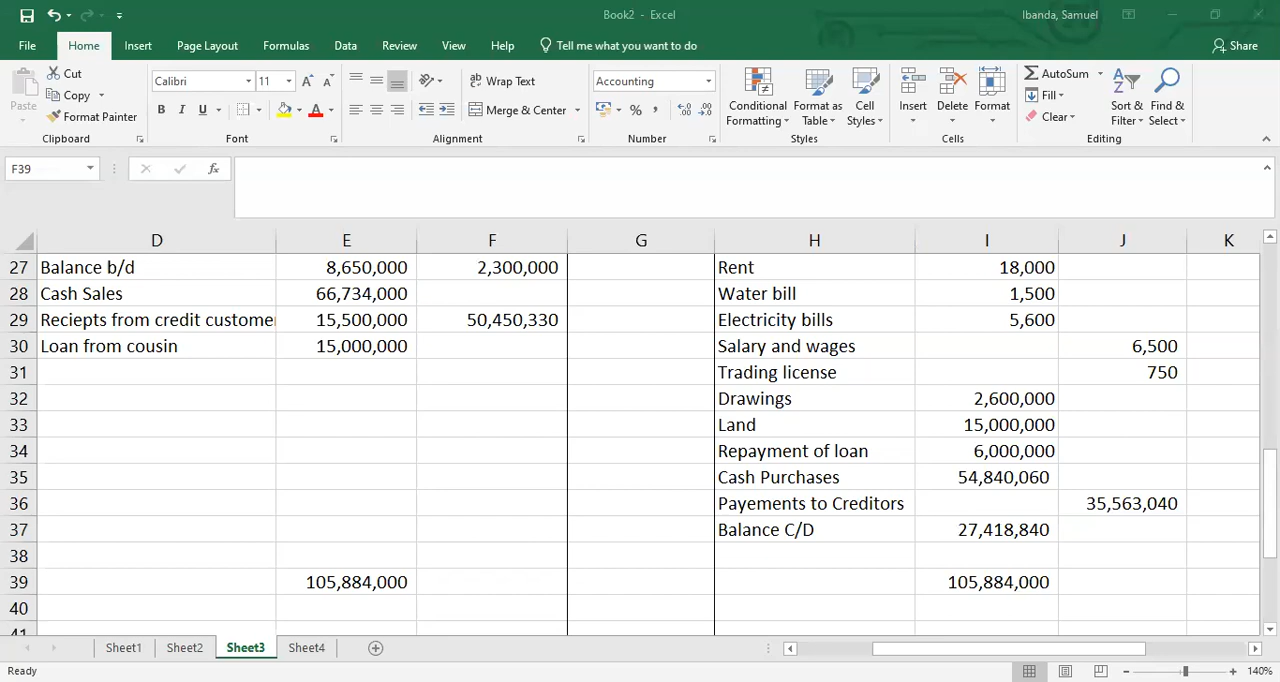 Book2 - Excel
Ibanda, Samuel
File Home Insert Page Layout Formulas Data Review View Help Tell me what you want to do Share
Paste
Cut
Copy
Format Painter
Clipboard
Calibri 11
B I U
Font
Wrap Text
Merge & Center
Alignment
Accounting
Number
Conditional Formatting
Format as Table
Cell Styles
Styles
Insert
Delete
Format
Cells
AutoSum
Fill
Clear
Sort & Filter
Find & Select
Editing
F39 fx
D E F G H I J K
27 Balance b/d 8,650,000 2,300,000 Rent 18,000
28 Cash Sales 66,734,000 Water bill 1,500
29 Reciepts from credit custome 15,500,000 50,450,330 Electricity bills 5,600
30 Loan from cousin 15,000,000 Salary and wages 6,500
31 Trading license 750
32 Drawings 2,600,000
33 Land 15,000,000
34 Repayment of loan 6,000,000
35 Cash Purchases 54,840,060
36 Payements to Creditors 35,563,040
37 Balance C/D 27,418,840
38
39 105,884,000 105,884,000
40
41
Sheet1 Sheet2 Sheet3 Sheet4
Ready 140%